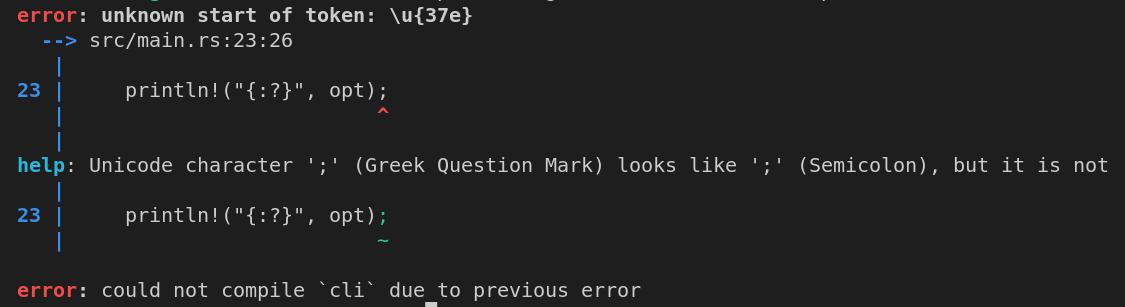 error: unknown start of token: \u{37e}
  --> src/main.rs:23:26
   |
23 |     println!("{:?}", opt);
   |                          ^
   |
help: Unicode character ';' (Greek Question Mark) looks like ';' (Semicolon), but it is not
   |
23 |     println!("{:?}", opt);
   |                          ~
error: could not compile `cli` due to previous error